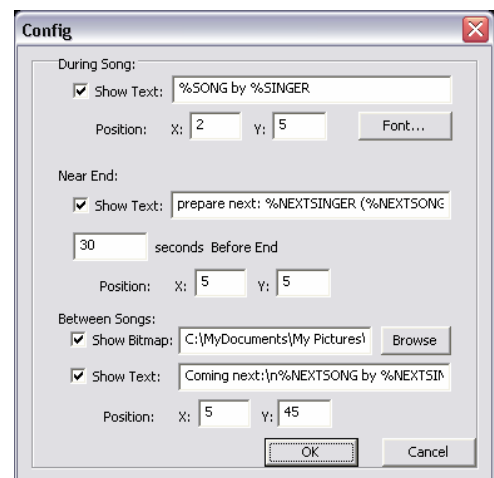 Config
During Song:
Show Text: %SONG by %SINGER
Position: X: 2 Y: 5 Font...
Near End:
Show Text: prepare next: %NEXTSINGER (%NEXTSONG
30 seconds Before End
Position: X: 5 Y: 5
Between Songs:
Show Bitmap: C:\MyDocuments\My Pictures\ Browse
Show Text: Coming next:\n%NEXTSONG by %NEXTSIN
Position: X: 5 Y: 45
OK Cancel